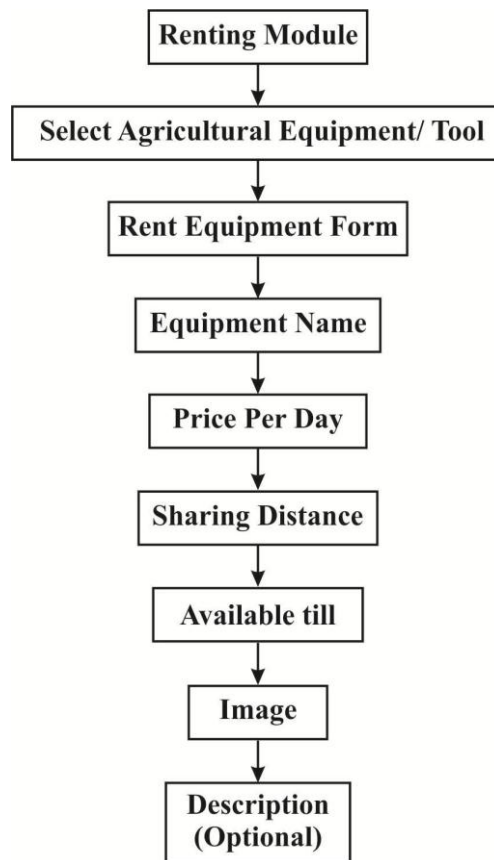 Renting Module
Select Agricultural Equipment/ Tool
Rent Equipment Form
Equipment Name
Price Per Day
Sharing Distance
Available till
Image
Description
(Optional)